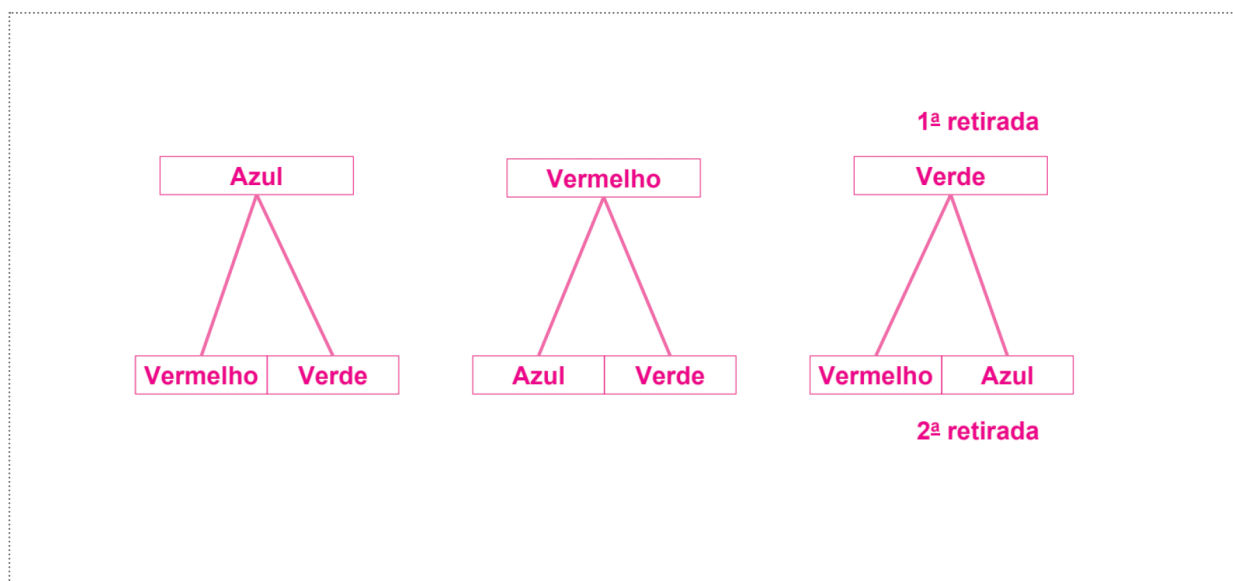 1ª retirada
Azul
Vermelho
Verde
Vermelho Verde
Azul Verde
Vermelho Azul
2ª retirada